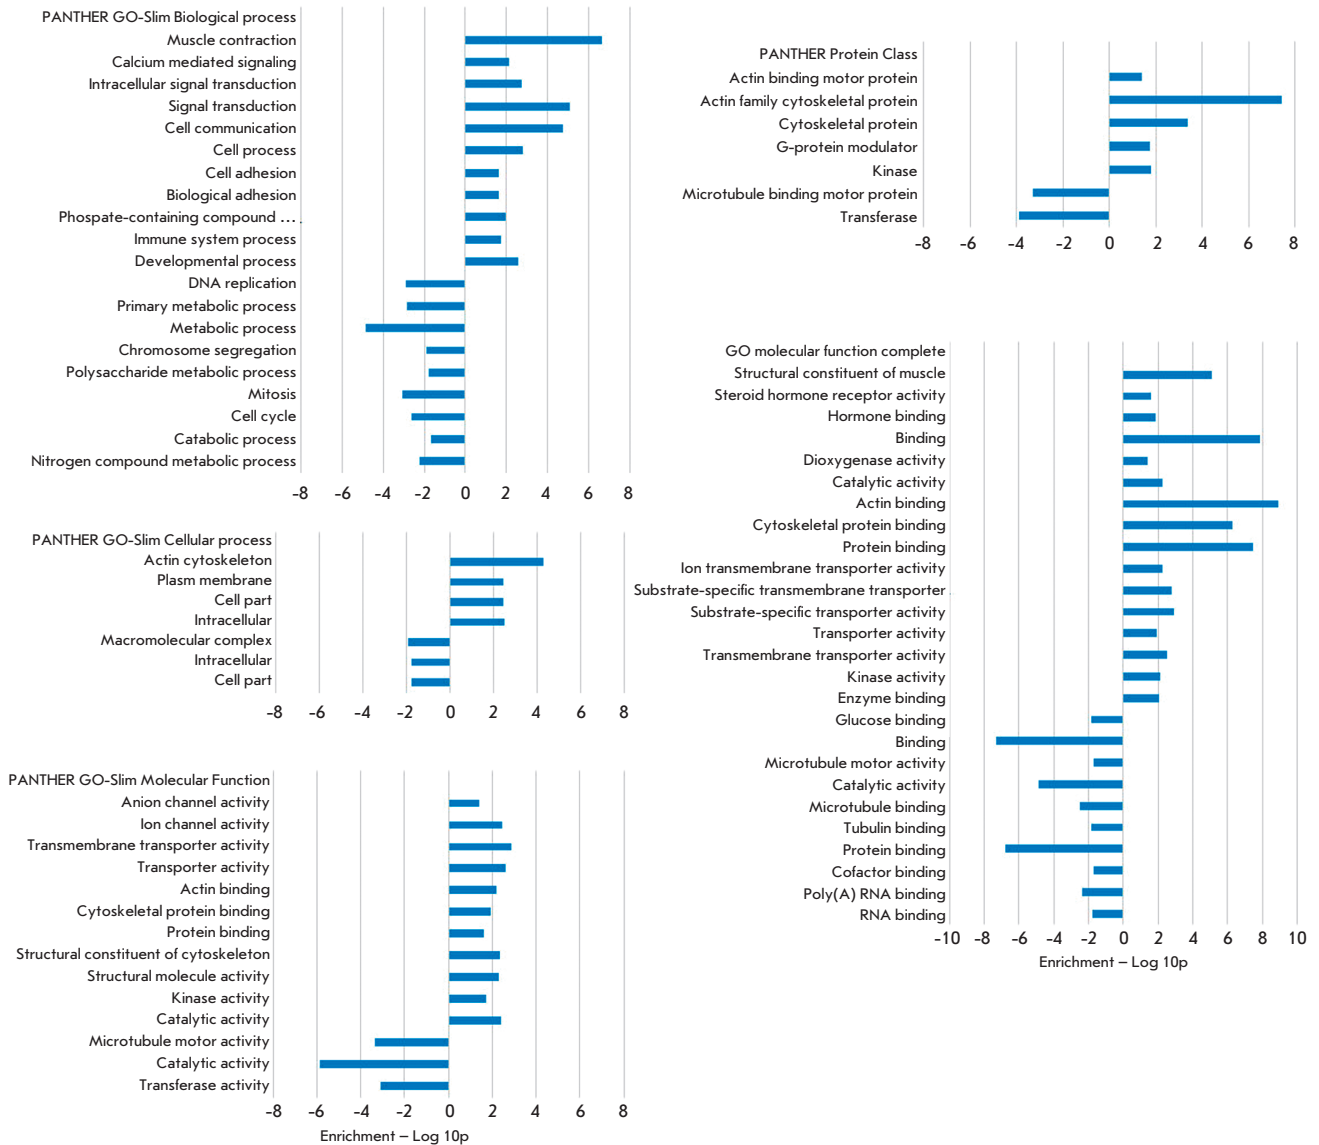 PANTHER GO-Slim Biological process
Muscle contraction
Calcium mediated signaling
Intracellular signal transduction
Signal transduction
Cell communication
Cell process
Cell adhesion
Biological adhesion
Phospate-containing compound ...
Immune system process
Developmental process
DNA replication
Primary metabolic process
Metabolic process
Chromosome segregation
Polysaccharide metabolic process
Mitosis
Cell cycle
Catabolic process
Nitrogen compound metabolic process
-8 -6 -4 -2 0 2 4 6 8
PANTHER GO-Slim Cellular process
Actin cytoskeleton
Plasm membrane
Cell part
Intracellular
Macromolecular complex
Intracellular
Cell part
-8 -6 -4 -2 0 2 4 6 8
PANTHER GO-Slim Molecular Function
Anion channel activity
Ion channel activity
Transmembrane transporter activity
Transporter activity
Actin binding
Cytoskeletal protein binding
Protein binding
Structural constituent of cytoskeleton
Structural molecule activity
Kinase activity
Catalytic activity
Microtubule motor activity
Catalytic activity
Transferase activity
-8 -6 -4 -2 0 2 4 6 8
Enrichment – Log 10p
PANTHER Protein Class
Actin binding motor protein
Actin family cytoskeletal protein
Cytoskeletal protein
G-protein modulator
Kinase
Microtubule binding motor protein
Transferase
-8 -6 -4 -2 0 2 4 6 8
GO molecular function complete
Structural constituent of muscle
Steroid hormone receptor activity
Hormone binding
Binding
Dioxygenase activity
Catalytic activity
Actin binding
Cytoskeletal protein binding
Protein binding
Ion transmembrane transporter activity
Substrate-specific transmembrane transporter
Substrate-specific transporter activity
Transporter activity
Transmembrane transporter activity
Kinase activity
Enzyme binding
Glucose binding
Binding
Microtubule motor activity
Catalytic activity
Microtubule binding
Tubulin binding
Protein binding
Cofactor binding
Poly(A) RNA binding
RNA binding
-10 -8 -6 -4 -2 0 2 4 6 8 10
Enrichment – Log 10p